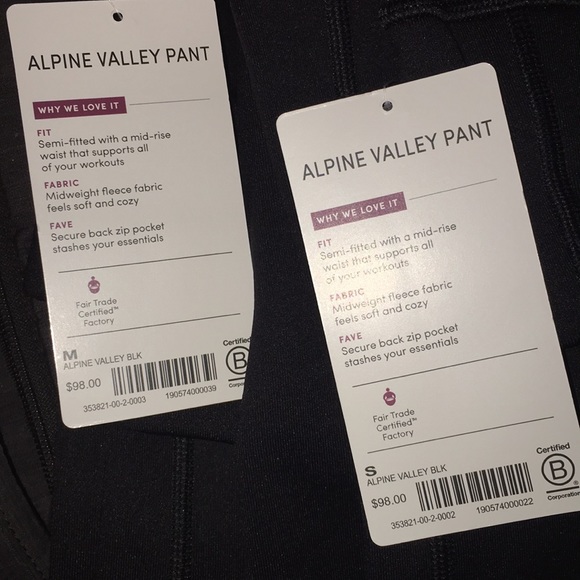 ALPINE VALLEY PANT
WHY WE LOVE IT
FIT
Semi-fitted with a mid-rise
waist that supports all
of your workouts
FABRIC
Midweight fleece fabric
feels soft and cozy
FAVE
Secure back zip pocket
stashes your essentials
Fair Trade
Certified™
Factory
M
ALPINE VALLEY BLK
$98.00
353821-00-2-0003
190574000039
Certified
B
Corpor
ALPINE VALLEY PANT
WHY WE LOVE IT
FIT
Semi-fitted with a mid-rise
waist that supports all
of your workouts
FABRIC
Midweight fleece fabric
feels soft and cozy
FAVE
Secure back zip pocket
stashes your essentials
Fair Trade
Certified™
Factory
S
ALPINE VALLEY BLK
$98.00
353821-00-2-0002
190574000022
Certified
B
®
Corporation